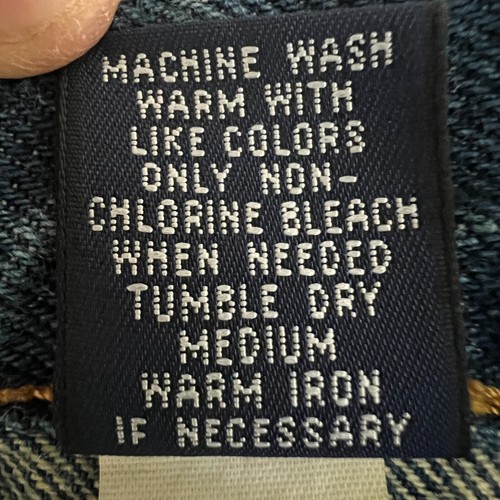 MACHINE WASH
WARM WITH
LIKE COLORS
ONLY NON-
CHLORINE BLEACH
WHEN NEEDED
TUMBLE DRY
MEDIUM
WARM IRON
IF NECESSARY